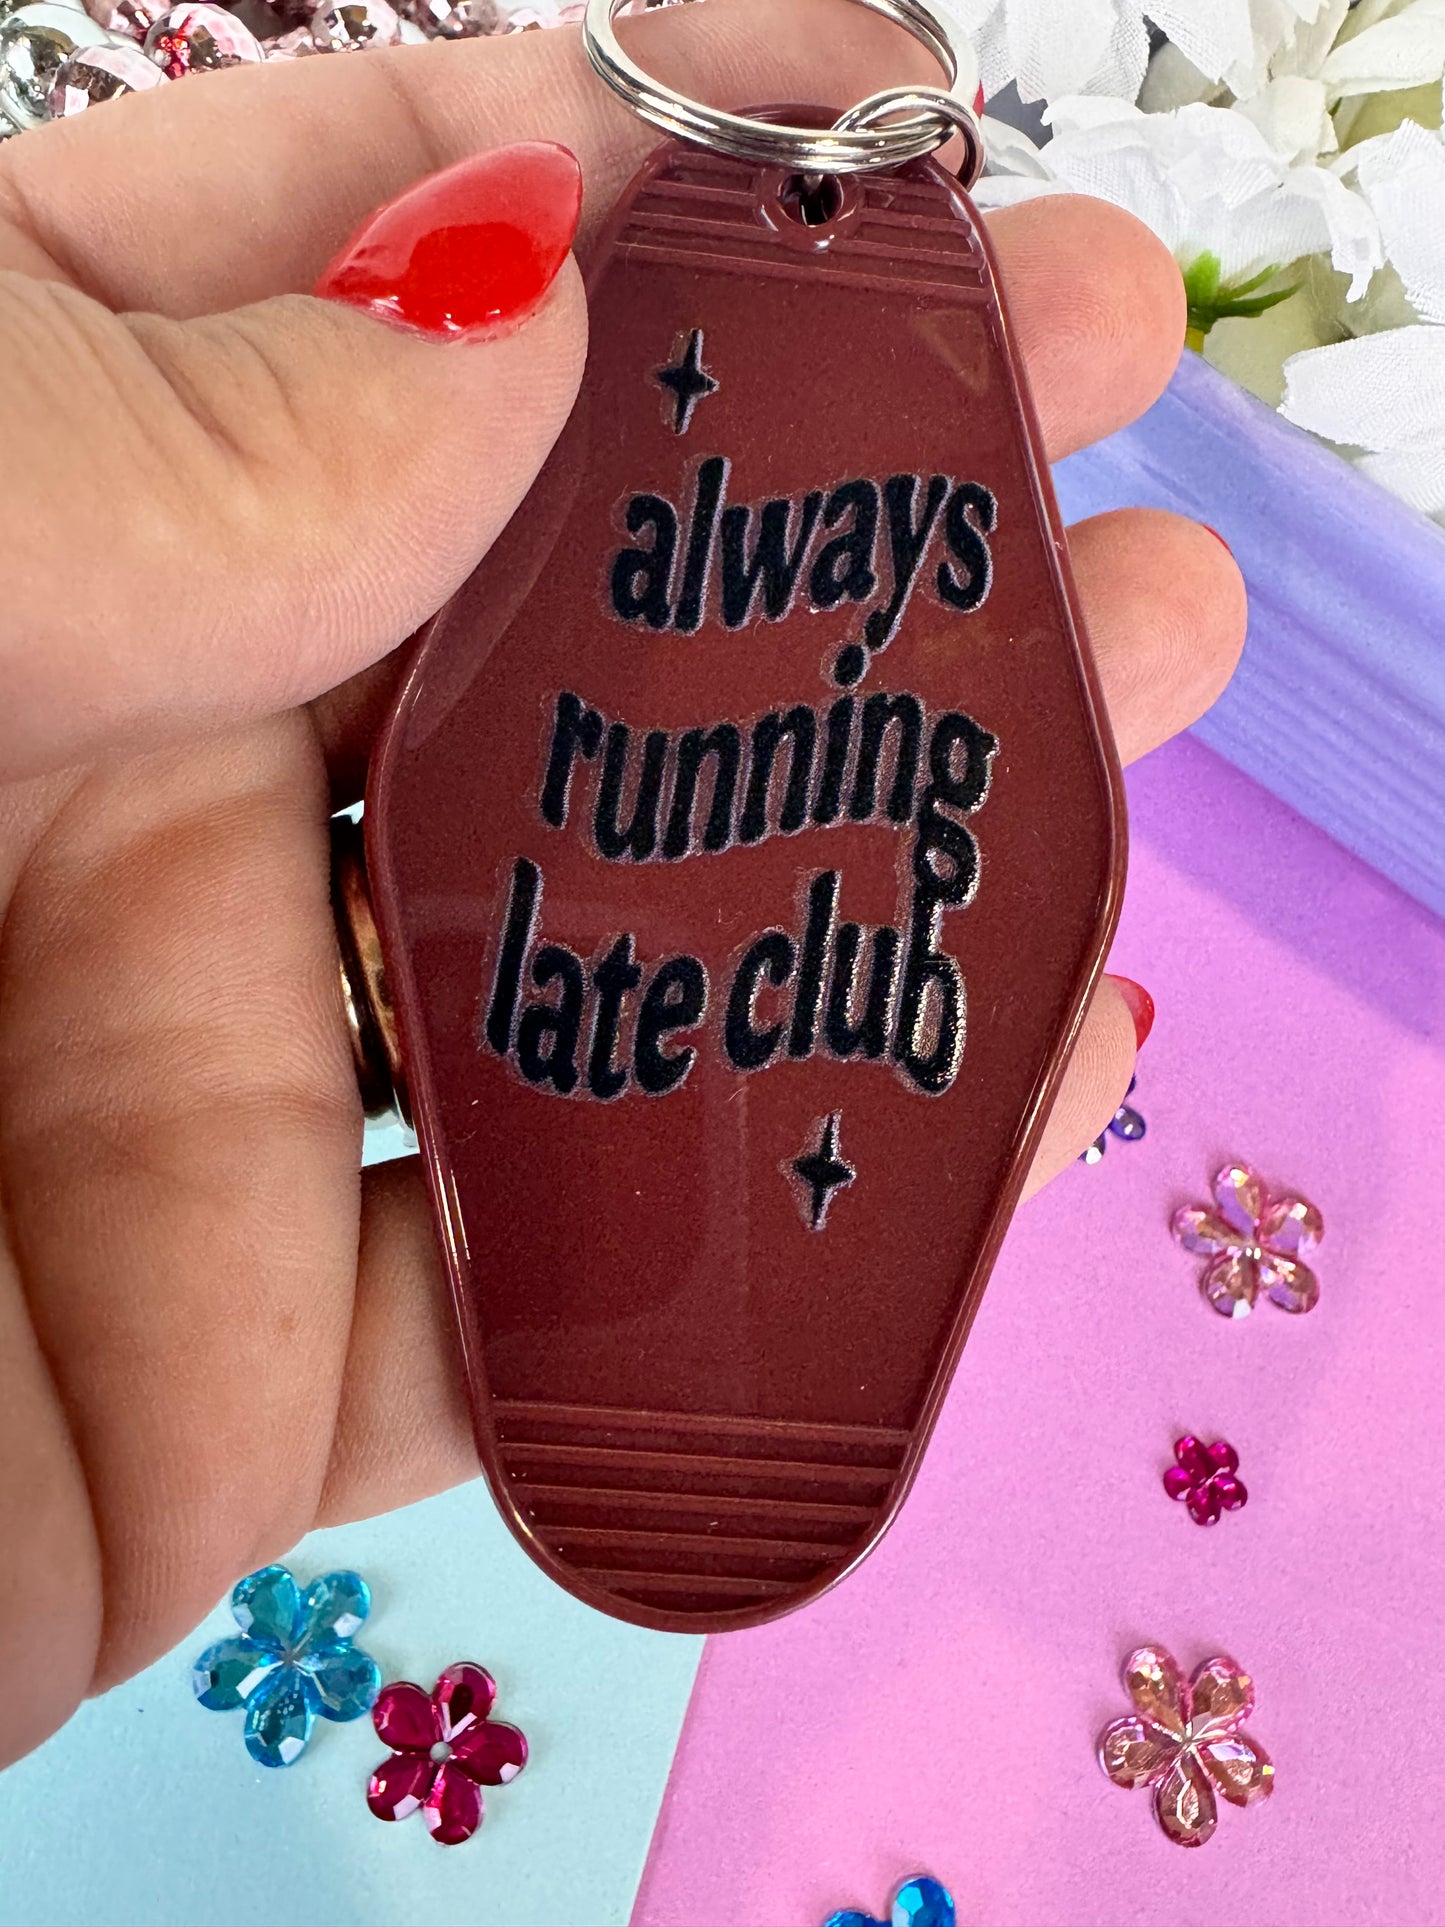 always
running
late club